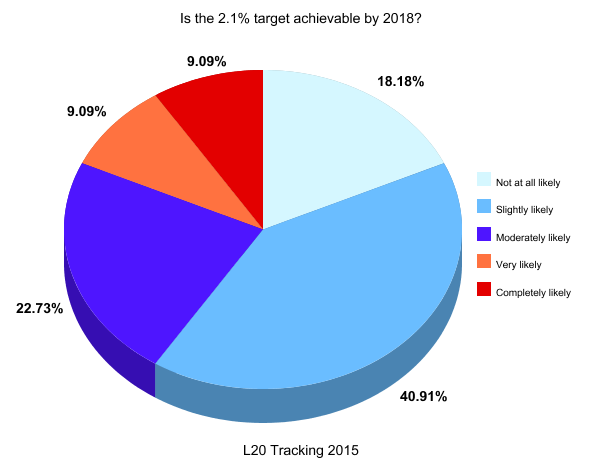 Is the 2.1% target achievable by 2018?
9.09%
18.18%
9.09%
Not at all likely
Slightly likely
Moderately likely
Very likely
Completely likely
22.73%
40.91%
L20 Tracking 2015